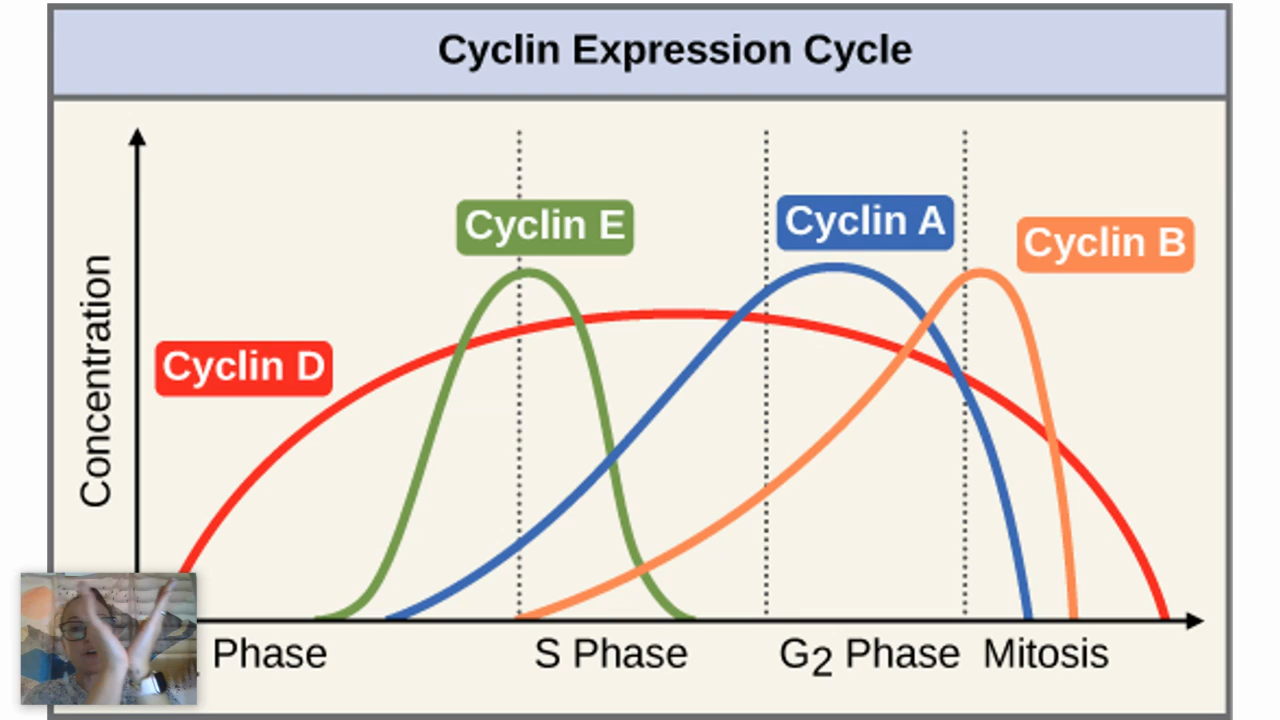 Cyclin Expression Cycle
Cyclin E
Cyclin A
Cyclin B
Cyclin D
Concentration
Phase
S Phase
G2 Phase
Mitosis